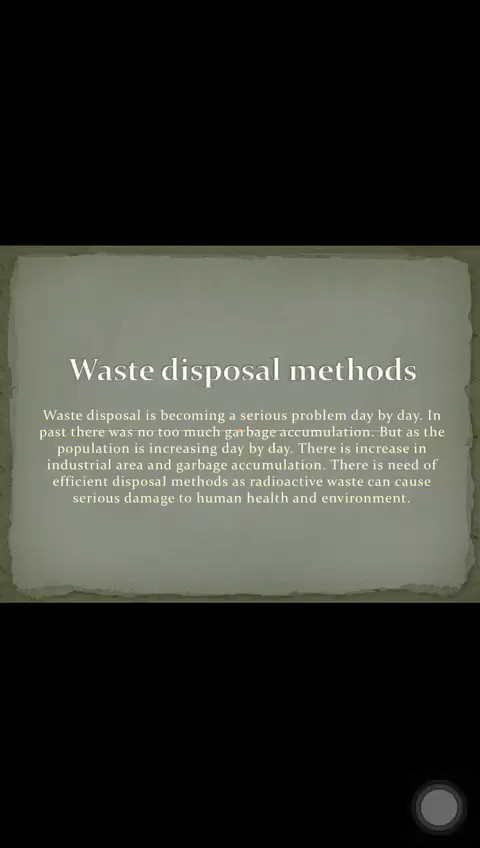 Waste disposal methods
Waste disposal is becoming a serious problem day by day. In
past there was no too much garbage accumulation. But as the
population is increasing day by day. There is increase in
industrial area and garbage accumulation. There is need of
efficient disposal methods as radioactive waste can cause
serious damage to human health and environment.